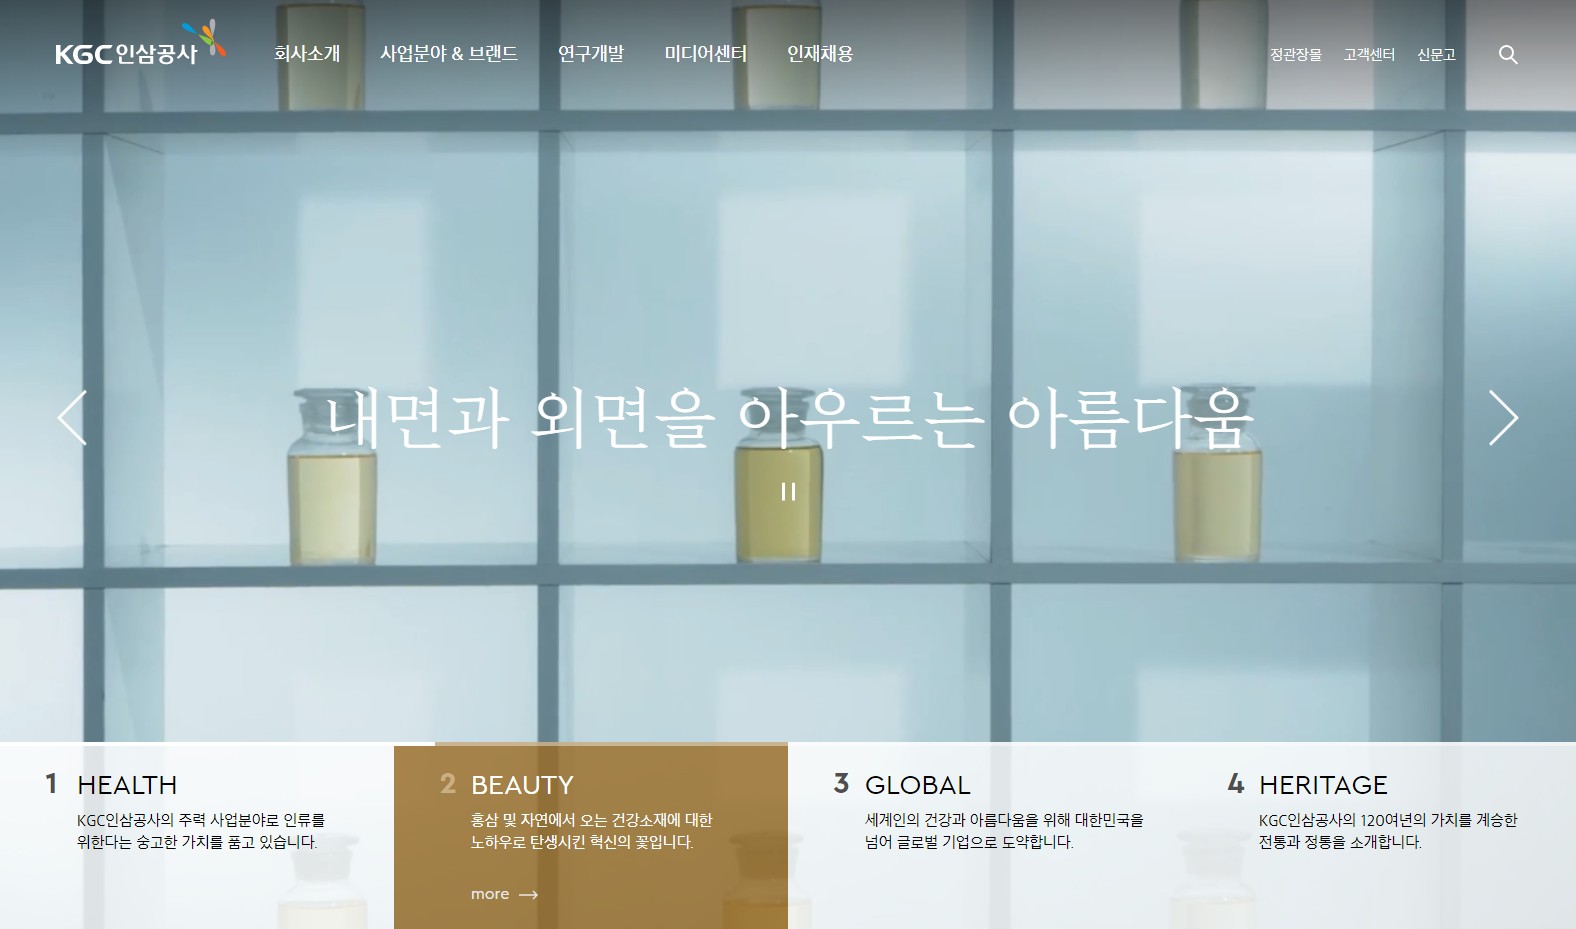 KGC인삼공사
회사소개
사업분야 & 브랜드
연구개발
미디어센터
인재채용
정관장몰
고객센터
신문고
내면과 외면을 아우르는 아름다움
1 HEALTH
KGC인삼공사의 주력 사업분야로 인류를
위한다는 숭고한 가치를 품고 있습니다.
2 BEAUTY
홍삼 및 자연에서 오는 건강소재에 대한
노하우로 탄생시킨 혁신의 꽃입니다.
more
3 GLOBAL
세계인의 건강과 아름다움을 위해 대한민국을
넘어 글로벌 기업으로 도약합니다.
4 HERITAGE
KGC인삼공사의 120여년의 가치를 계승한
전통과 정통을 소개합니다.